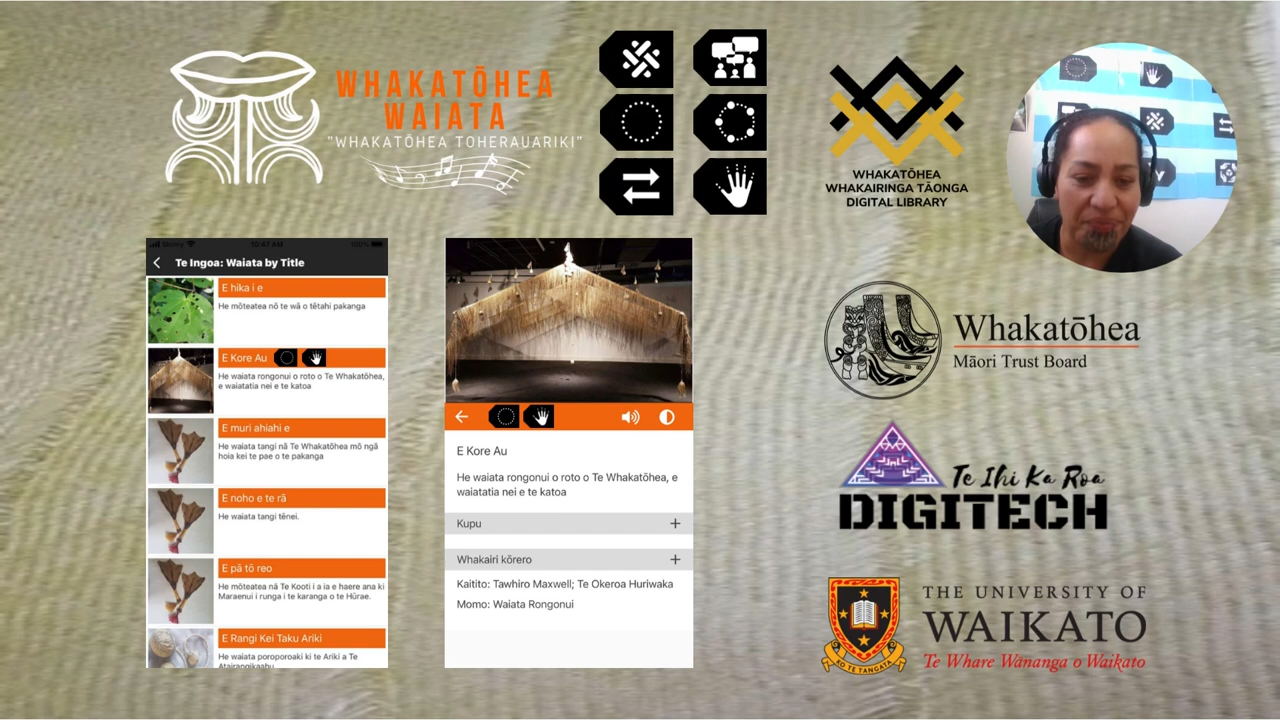 WHAKATŌHEA
WAIATA
"WHAKATŌHEA TOHERAUARIKI"
WHAKATŌHEA
WHAKAIRINGA TĀONGA
DIGITAL LIBRARY
10:47 AM
100%
Te Ingoa: Waiata by Title
E hika i e
He mōteatea nō te wā o tētahi pakanga
E Kore Au
He waiata rongonui o roto o Te Whakatōhea,
e waiatatia nei e te katoa
E muri ahiahi e
He waiata tangi nā Te Whakatōhea mō ngā
hoia kei te pae o te pakanga
E noho e te rā
He waiata tangi tēnei.
E pā tō reo
He mōteatea nā Te Kooti i a ia e haere ana ki
Maraenui i runga i te karanga o te Hūrae.
E Rangi Kei Taku Ariki
He waiata poroporoaki ki te Ariki a Te
Atairangikaahu
E Kore Au
He waiata rongonui o roto o Te Whakatōhea, e
waiatatia nei e te katoa
Kupu
Whakairi kōrero
Kaitito: Tawhiro Maxwell; Te Okeroa Huriwaka
Momo: Waiata Rongonui
Whakatōhea
Māori Trust Board
Te Ihi Ka Roa
DIGITECH
THE UNIVERSITY OF
WAIKATO
Te Whare Wānanga o Waikato
KO TE TANGATA